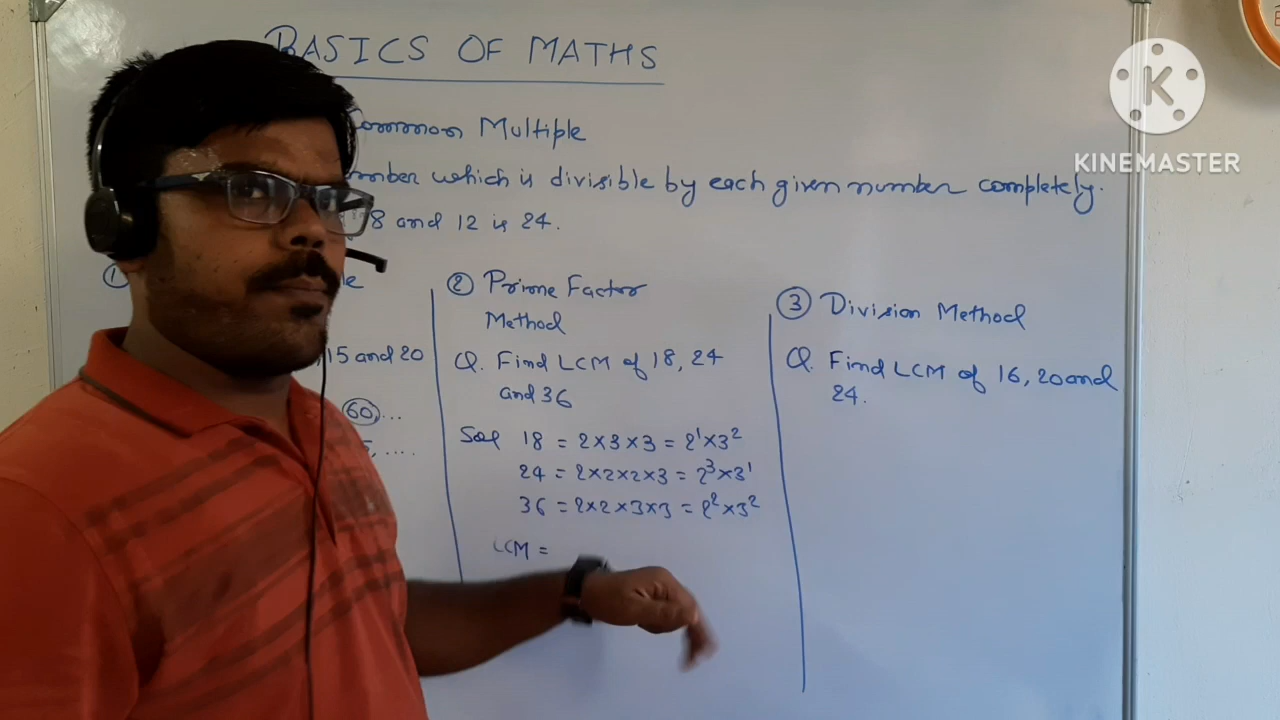 BASICS OF MATHS
K
KINEMASTER
Common Multiple
which is divisible by each given number completely.
8 and 12 is 24.
①
15 and 20
60, ...
, ....
② Prime Factor
Method
Q. Find LCM of 18, 24
and 36
Sol 18 = 2×3×3 = 2¹×3²
24 = 2×2×2×3 = 2³×3¹
36 = 2×2×3×3 = 2²×3²
LCM =
③ Division Method
Q. Find LCM of 16, 20 and
24.